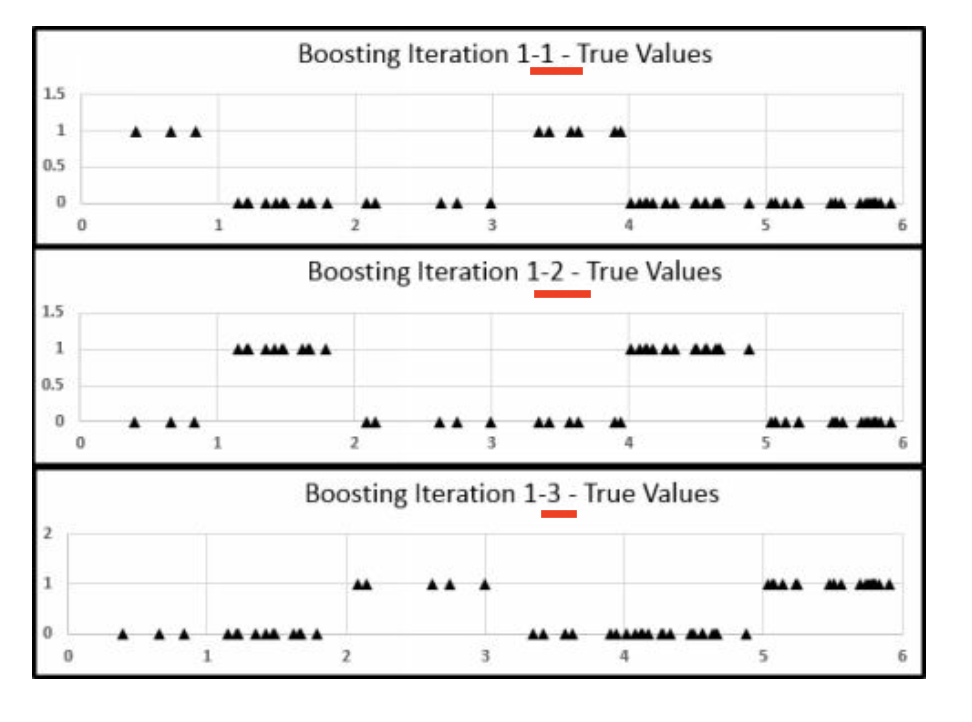 Boosting Iteration 1-1 - True Values
1.5
1
0.5
0
0 1 2 3 4 5 6
Boosting Iteration 1-2 - True Values
1.5
1
0.5
0
0 1 2 3 4 5 6
Boosting Iteration 1-3 - True Values
2
1
0
0 1 2 3 4 5 6